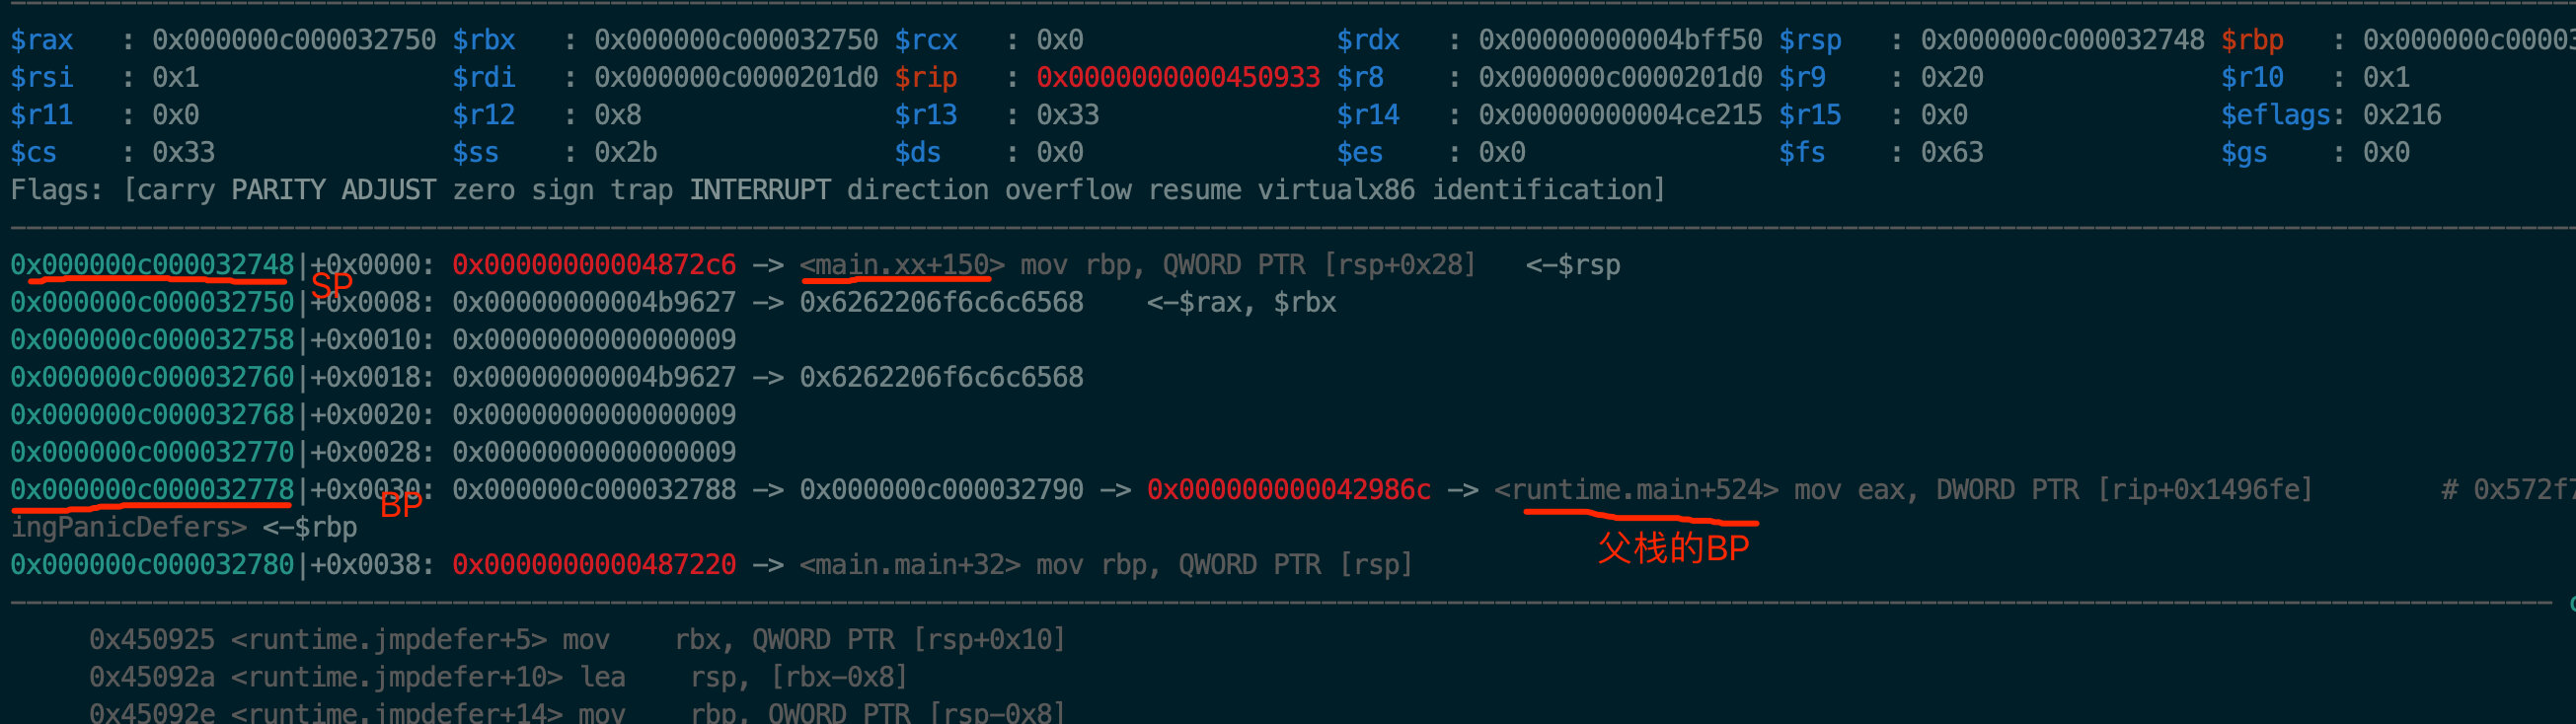 $rax   : 0x000000c000032750 $rbx   : 0x000000c000032750 $rcx   : 0x0                $rdx   : 0x00000000004bff50 $rsp   : 0x000000c000032748 $rbp   : 0x000000c00003
$rsi   : 0x1                $rdi   : 0x000000c0000201d0 $rip   : 0x0000000000450933 $r8    : 0x000000c0000201d0 $r9    : 0x20               $r10   : 0x1
$r11   : 0x0                $r12   : 0x8                $r13   : 0x33               $r14   : 0x00000000004ce215 $r15   : 0x0                $eflags: 0x216
$cs    : 0x33               $ss    : 0x2b               $ds    : 0x0                $es    : 0x0                $fs    : 0x63               $gs    : 0x0
Flags: [carry PARITY ADJUST zero sign trap INTERRUPT direction overflow resume virtualx86 identification]
0x000000c000032748|+0x0000: 0x00000000004872c6 -> <main.xx+150> mov rbp, QWORD PTR [rsp+0x28]   <-$rsp
SP
0x000000c000032750|+0x0008: 0x00000000004b9627 -> 0x6262206f6c6c6568    <-$rax, $rbx
0x000000c000032758|+0x0010: 0x0000000000000009
0x000000c000032760|+0x0018: 0x00000000004b9627 -> 0x6262206f6c6c6568
0x000000c000032768|+0x0020: 0x0000000000000009
0x000000c000032770|+0x0028: 0x0000000000000009
0x000000c000032778|+0x0030: 0x000000c000032788 -> 0x000000c000032790 -> 0x000000000042986c -> <runtime.main+524> mov eax, DWORD PTR [rip+0x1496fe]        # 0x572f7
BP
ingPanicDefers> <-$rbp
父栈的BP
0x000000c000032780|+0x0038: 0x0000000000487220 -> <main.main+32> mov rbp, QWORD PTR [rsp]
0x450925 <runtime.jmpdefer+5> mov    rbx, QWORD PTR [rsp+0x10]
0x45092a <runtime.jmpdefer+10> lea    rsp, [rbx-0x8]
0x45092e <runtime.jmpdefer+14> mov    rbp, QWORD PTR [rsp-0x8]